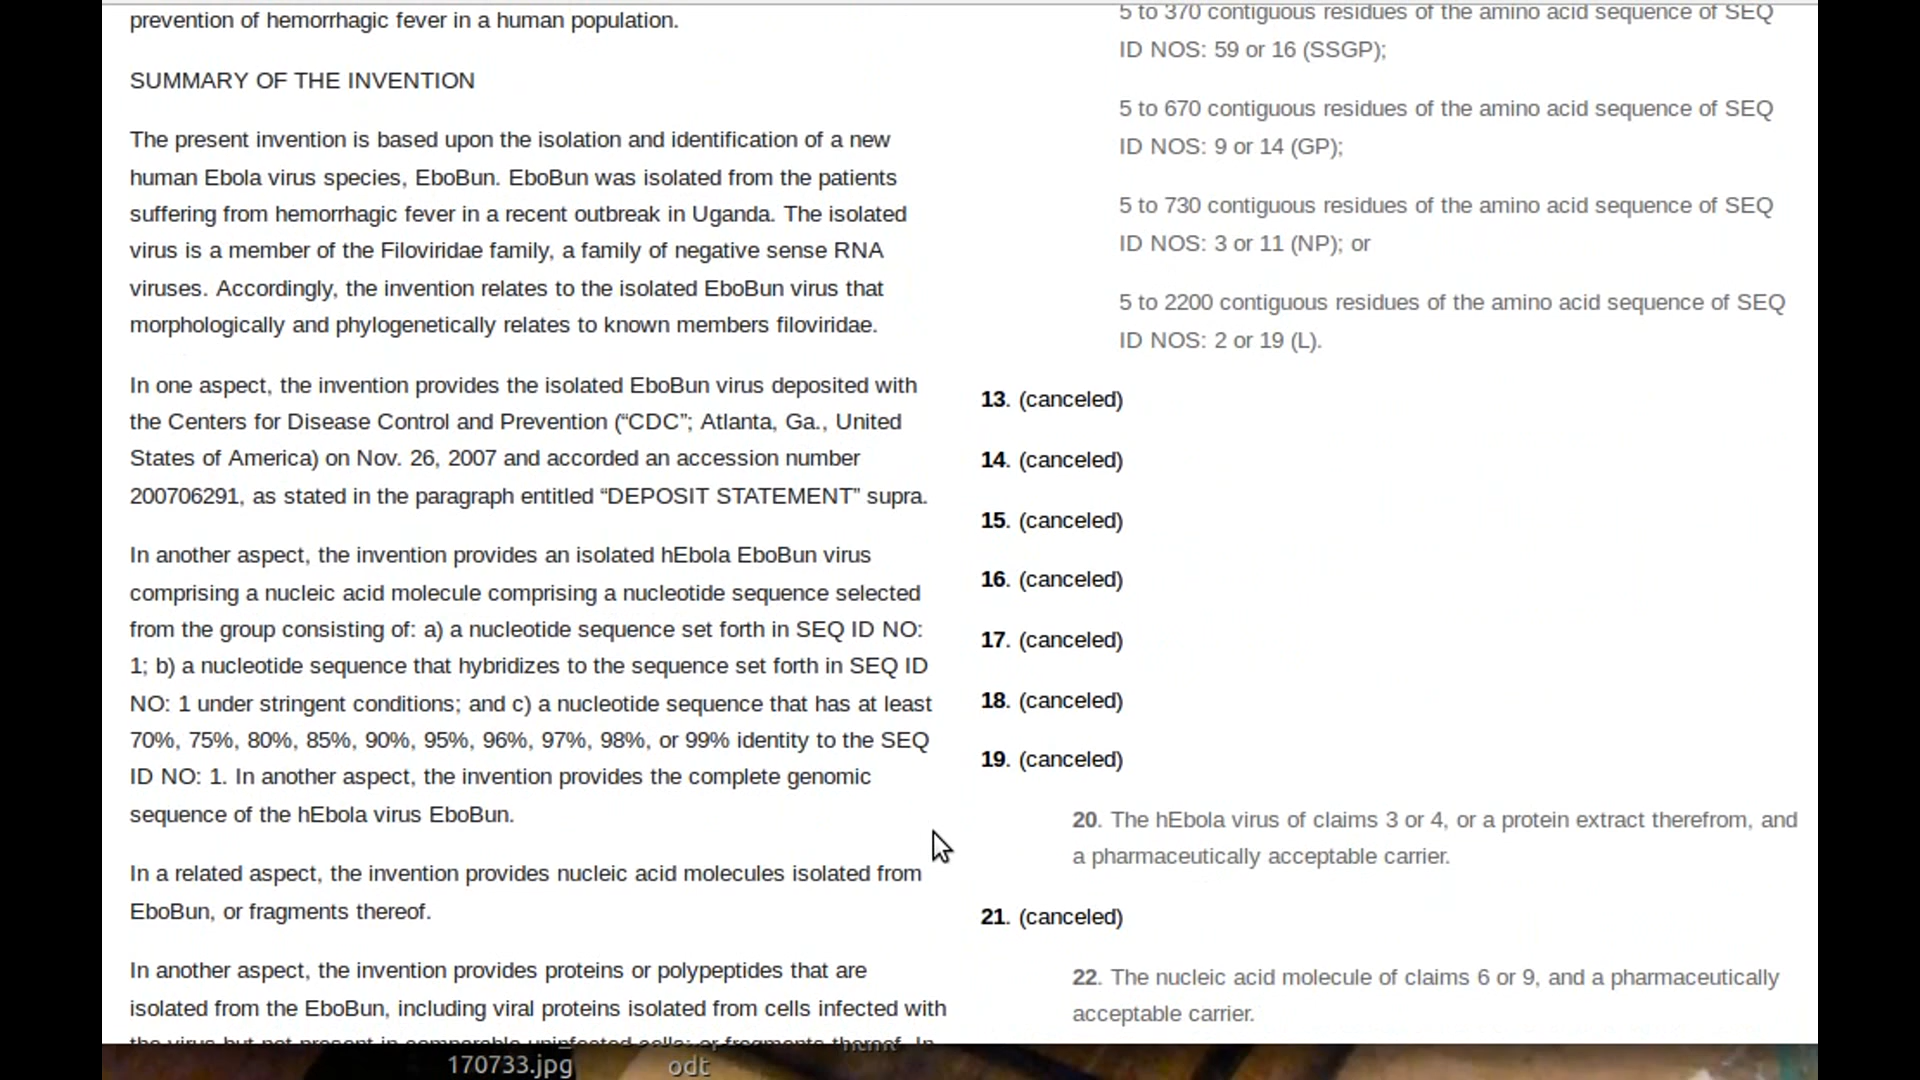 prevention of hemorrhagic fever in a human population.
SUMMARY OF THE INVENTION
The present invention is based upon the isolation and identification of a new
human Ebola virus species, EboBun. EboBun was isolated from the patients
suffering from hemorrhagic fever in a recent outbreak in Uganda. The isolated
virus is a member of the Filoviridae family, a family of negative sense RNA
viruses. Accordingly, the invention relates to the isolated EboBun virus that
morphologically and phylogenetically relates to known members filoviridae.
In one aspect, the invention provides the isolated EboBun virus deposited with
the Centers for Disease Control and Prevention (“CDC”; Atlanta, Ga., United
States of America) on Nov. 26, 2007 and accorded an accession number
200706291, as stated in the paragraph entitled “DEPOSIT STATEMENT” supra.
In another aspect, the invention provides an isolated hEbola EboBun virus
comprising a nucleic acid molecule comprising a nucleotide sequence selected
from the group consisting of: a) a nucleotide sequence set forth in SEQ ID NO:
1; b) a nucleotide sequence that hybridizes to the sequence set forth in SEQ ID
NO: 1 under stringent conditions; and c) a nucleotide sequence that has at least
70%, 75%, 80%, 85%, 90%, 95%, 96%, 97%, 98%, or 99% identity to the SEQ
ID NO: 1. In another aspect, the invention provides the complete genomic
sequence of the hEbola virus EboBun.
In a related aspect, the invention provides nucleic acid molecules isolated from
EboBun, or fragments thereof.
In another aspect, the invention provides proteins or polypeptides that are
isolated from the EboBun, including viral proteins isolated from cells infected with
the virus but not present in comparable uninfected cells; or fragments thereof. In
5 to 370 contiguous residues of the amino acid sequence of SEQ
ID NOS: 59 or 16 (SSGP);
5 to 670 contiguous residues of the amino acid sequence of SEQ
ID NOS: 9 or 14 (GP);
5 to 730 contiguous residues of the amino acid sequence of SEQ
ID NOS: 3 or 11 (NP); or
5 to 2200 contiguous residues of the amino acid sequence of SEQ
ID NOS: 2 or 19 (L).
13. (canceled)
14. (canceled)
15. (canceled)
16. (canceled)
17. (canceled)
18. (canceled)
19. (canceled)
20. The hEbola virus of claims 3 or 4, or a protein extract therefrom, and
a pharmaceutically acceptable carrier.
21. (canceled)
22. The nucleic acid molecule of claims 6 or 9, and a pharmaceutically
acceptable carrier.
170733.jpg
odt